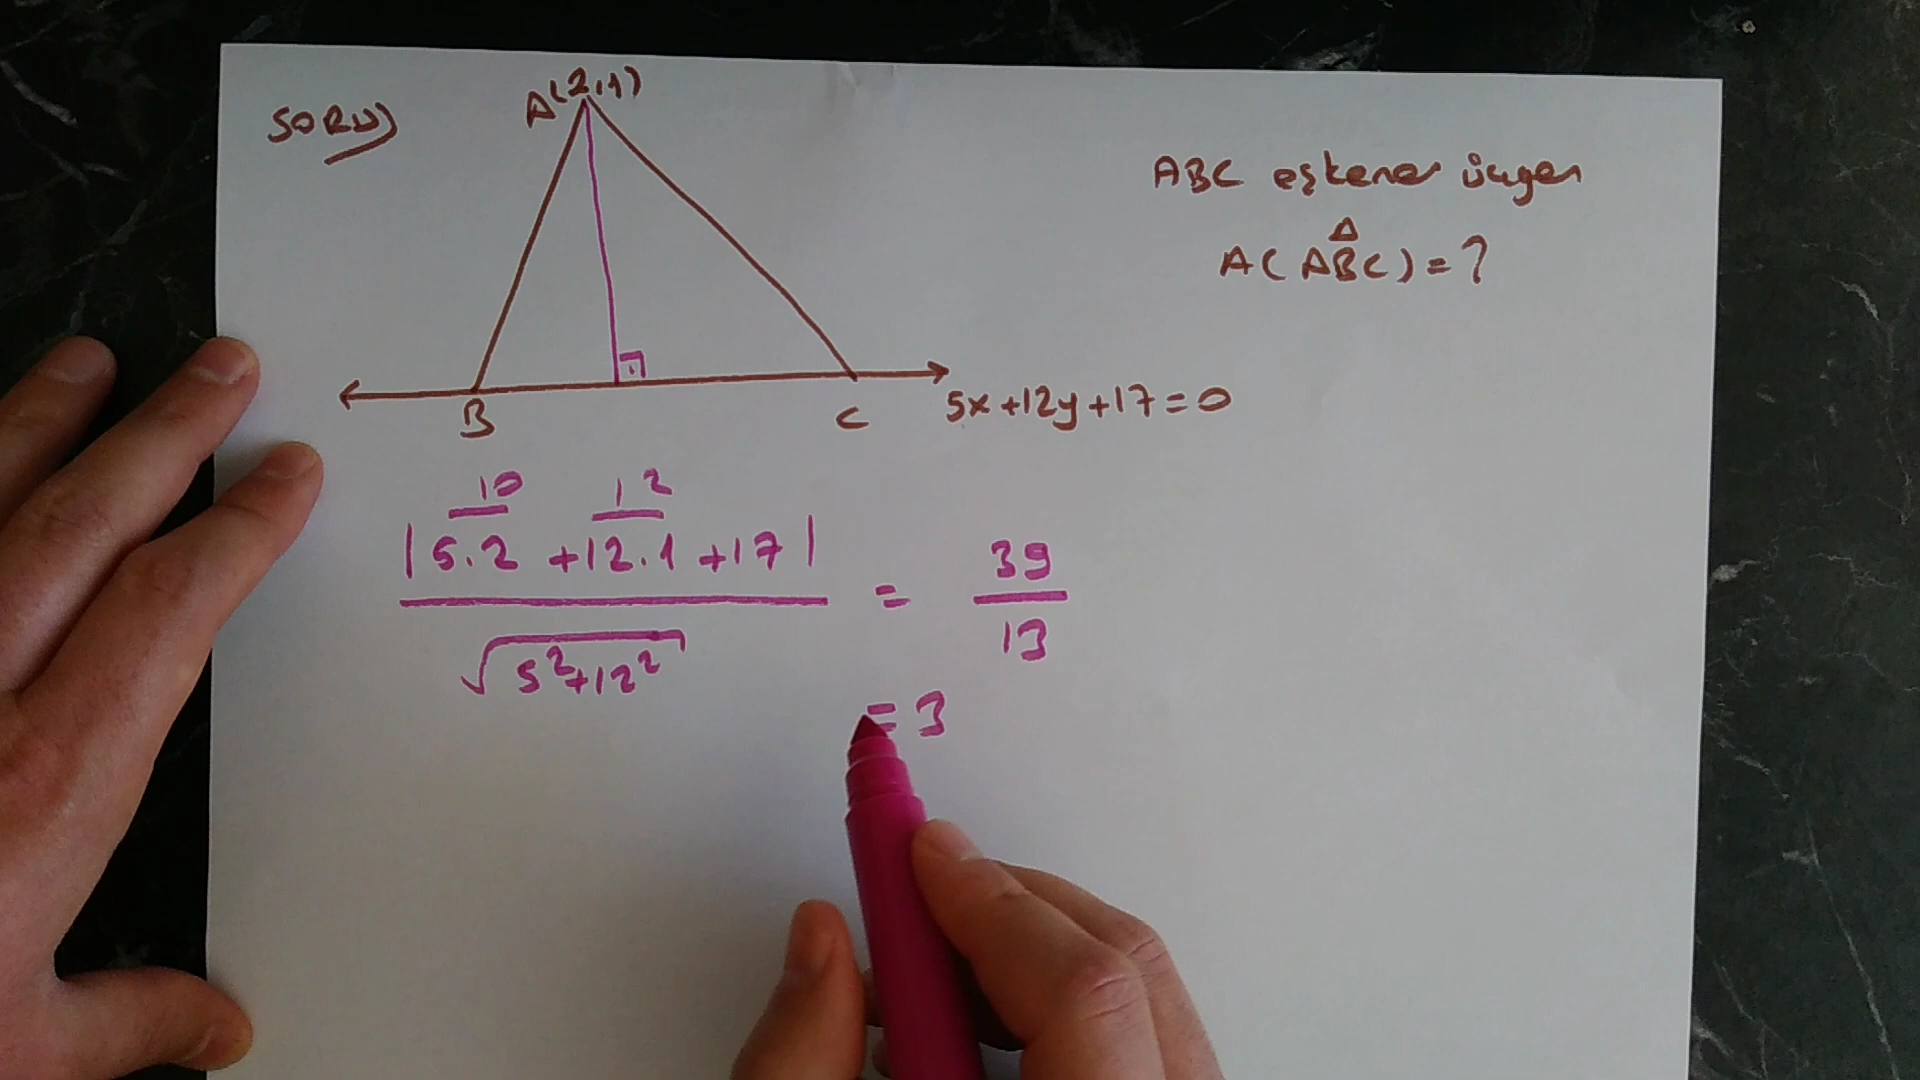 SORU)
A(2,1)
ABC eşkenar üçgen
A(ABC)=?
B
C
5x+12y+17=0
10 12
|5.2 +12.1 +17|
√5²+12²
= 39
13
= 3